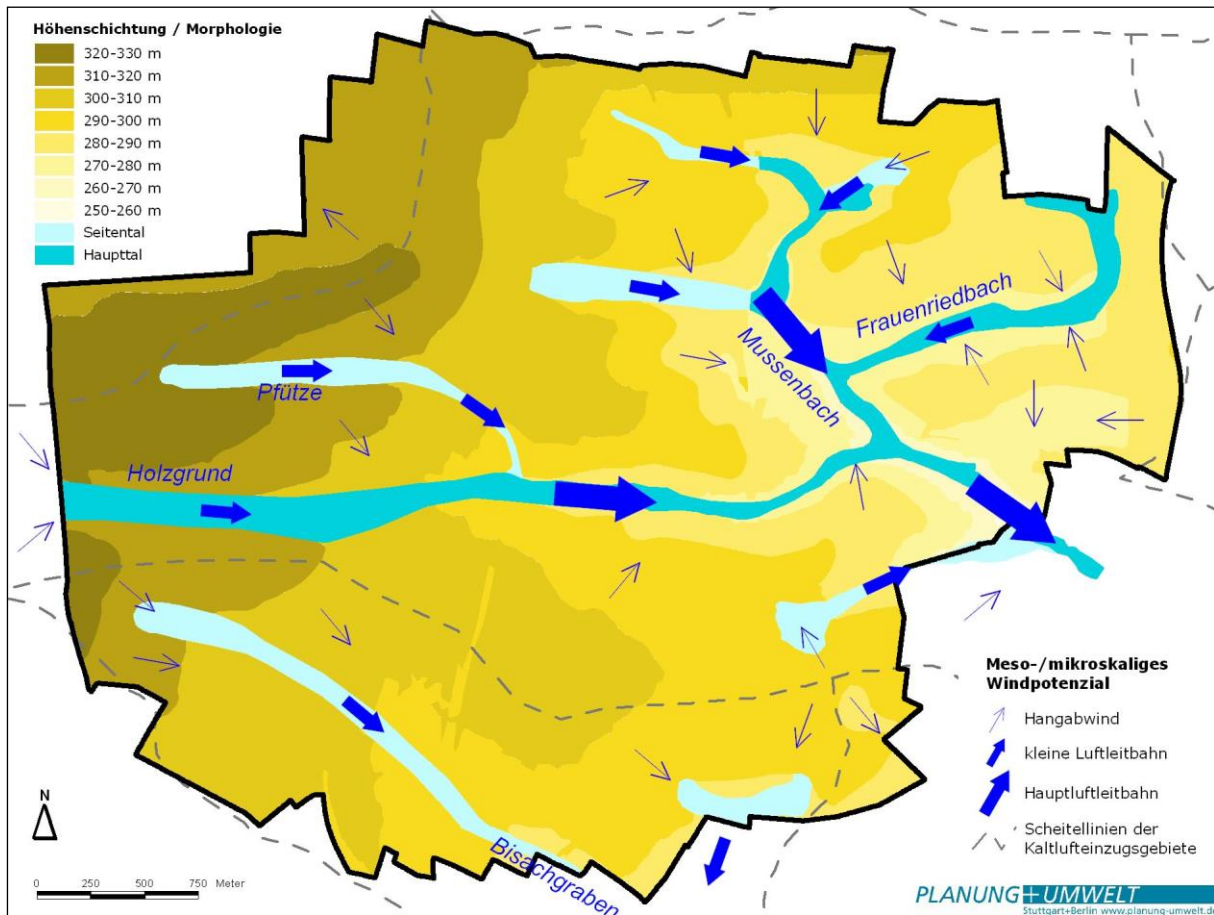 Höhenschichtung / Morphologie
320-330 m
310-320 m
300-310 m
290-300 m
280-290 m
270-280 m
260-270 m
250-260 m
Seitental
Haupttal
Pfütze
Holzgrund
Mussenbach
Frauenriedbach
Bisachgraben
Meso-/mikroskaliges
Windpotenzial
Hangabwind
kleine Luftleitbahn
Hauptluftleitbahn
Scheitellinien der
Kaltlufteinzugsgebiete
N
0 250 500 750 Meter
PLANUNG+UMWELT
Stuttgart+Berlin www.planung-umwelt.de